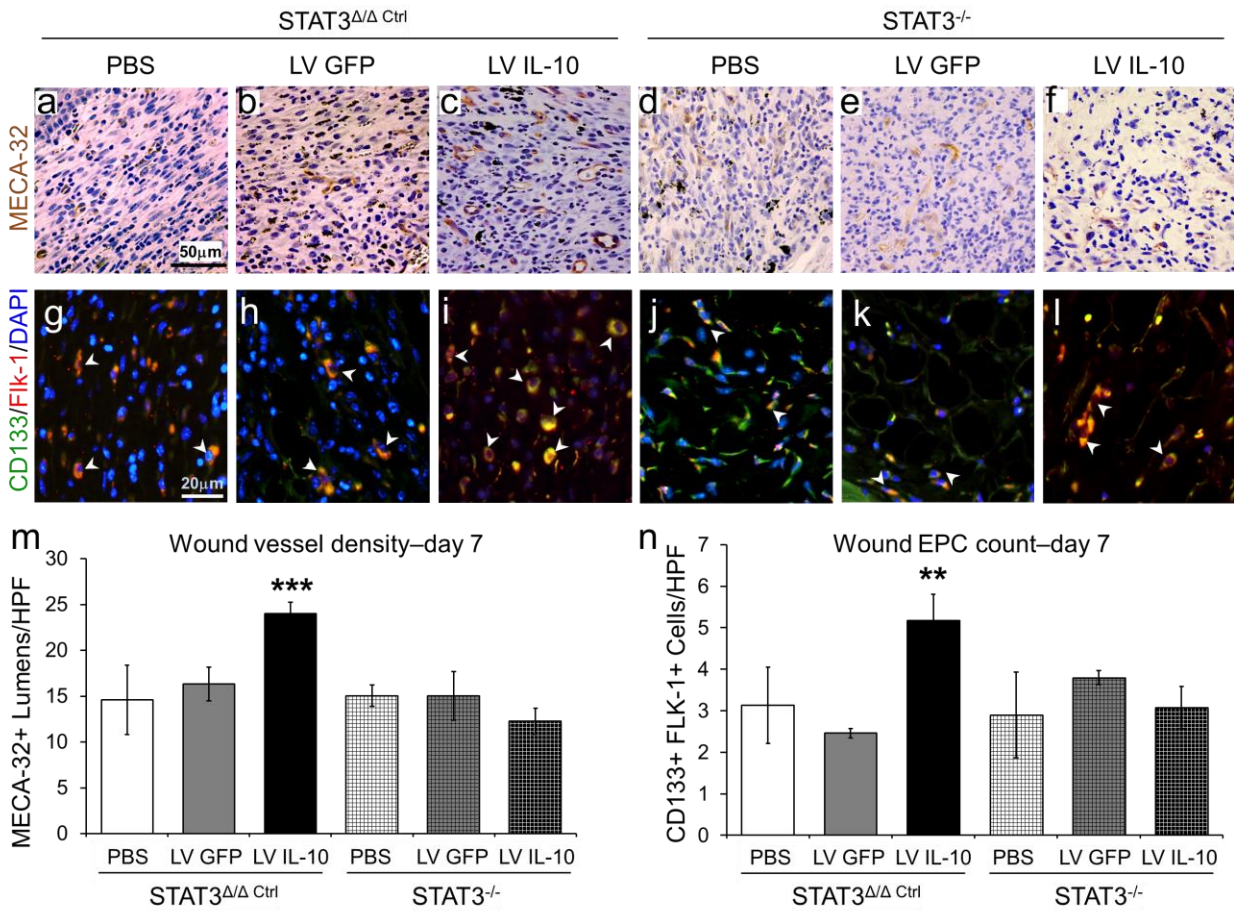 STAT3Δ/Δ Ctrl STAT3-/-
PBS LV GFP LV IL-10 PBS LV GFP LV IL-10
MECA-32
a b c d e f
50μm
CD133/Flk-1/DAPI
g h i j k l
20μm
m
Wound vessel density–day 7
MECA-32+ Lumens/HPF
30
25
20
15
10
5
0
***
PBS LV GFP LV IL-10 PBS LV GFP LV IL-10
STAT3Δ/Δ Ctrl STAT3-/-
n
Wound EPC count–day 7
CD133+ FLK-1+ Cells/HPF
7
6
5
4
3
2
1
0
**
PBS LV GFP LV IL-10 PBS LV GFP LV IL-10
STAT3Δ/Δ Ctrl STAT3-/-